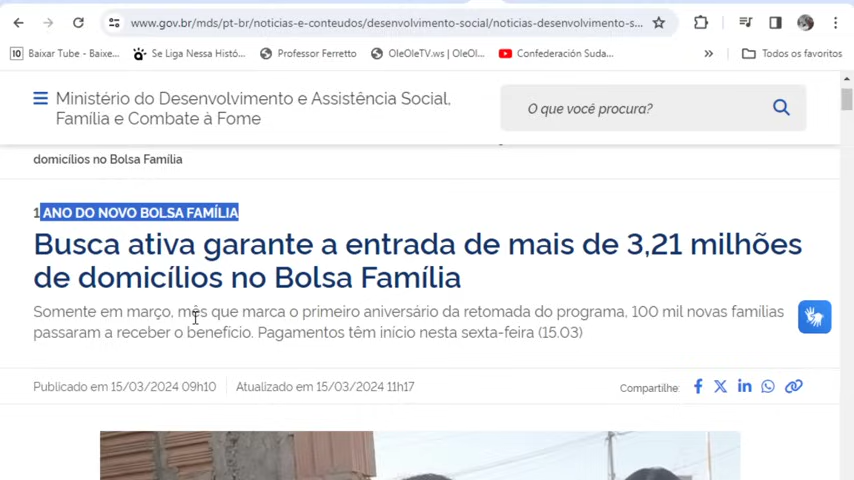 www.gov.br/mds/pt-br/noticias-e-conteudos/desenvolvimento-social/noticias-desenvolvimento-s...
10 Baixar Tube - Baixe... Se Liga Nessa Histó... Professor Ferretto OleOleTV.ws | OleOl... Confederación Suda... » Todos os favoritos
Ministério do Desenvolvimento e Assistência Social,
Família e Combate à Fome
O que você procura?
domicílios no Bolsa Família
1 ANO DO NOVO BOLSA FAMÍLIA
Busca ativa garante a entrada de mais de 3,21 milhões
de domicílios no Bolsa Família
Somente em março, mês que marca o primeiro aniversário da retomada do programa, 100 mil novas famílias
passaram a receber o benefício. Pagamentos têm início nesta sexta-feira (15.03)
Publicado em 15/03/2024 09h10 Atualizado em 15/03/2024 11h17 Compartilhe: